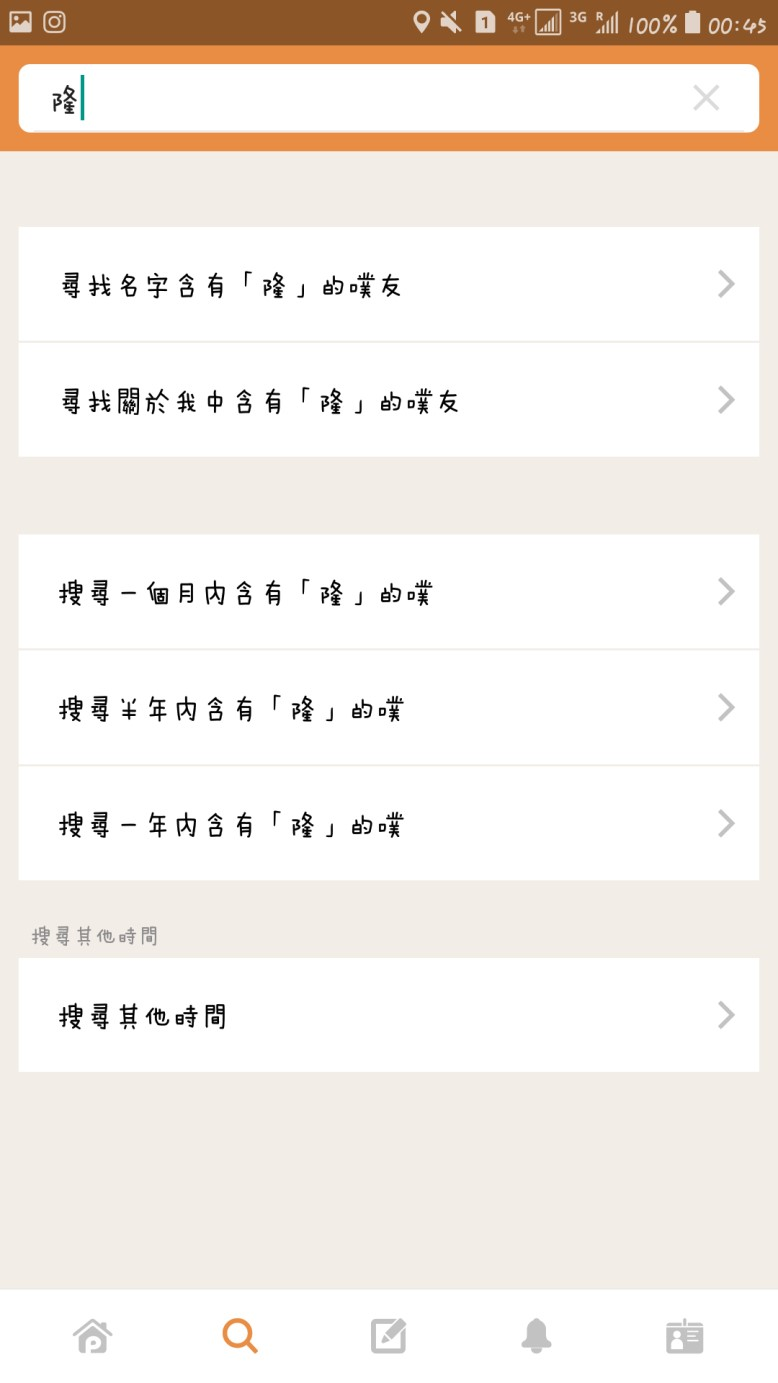 1 4G+ 3G R 100% 00:45
隆
尋找名字含有「隆」的噗友
尋找關於我中含有「隆」的噗友
搜尋一個月內含有「隆」的噗
搜尋半年內含有「隆」的噗
搜尋一年內含有「隆」的噗
搜尋其他時間
搜尋其他時間